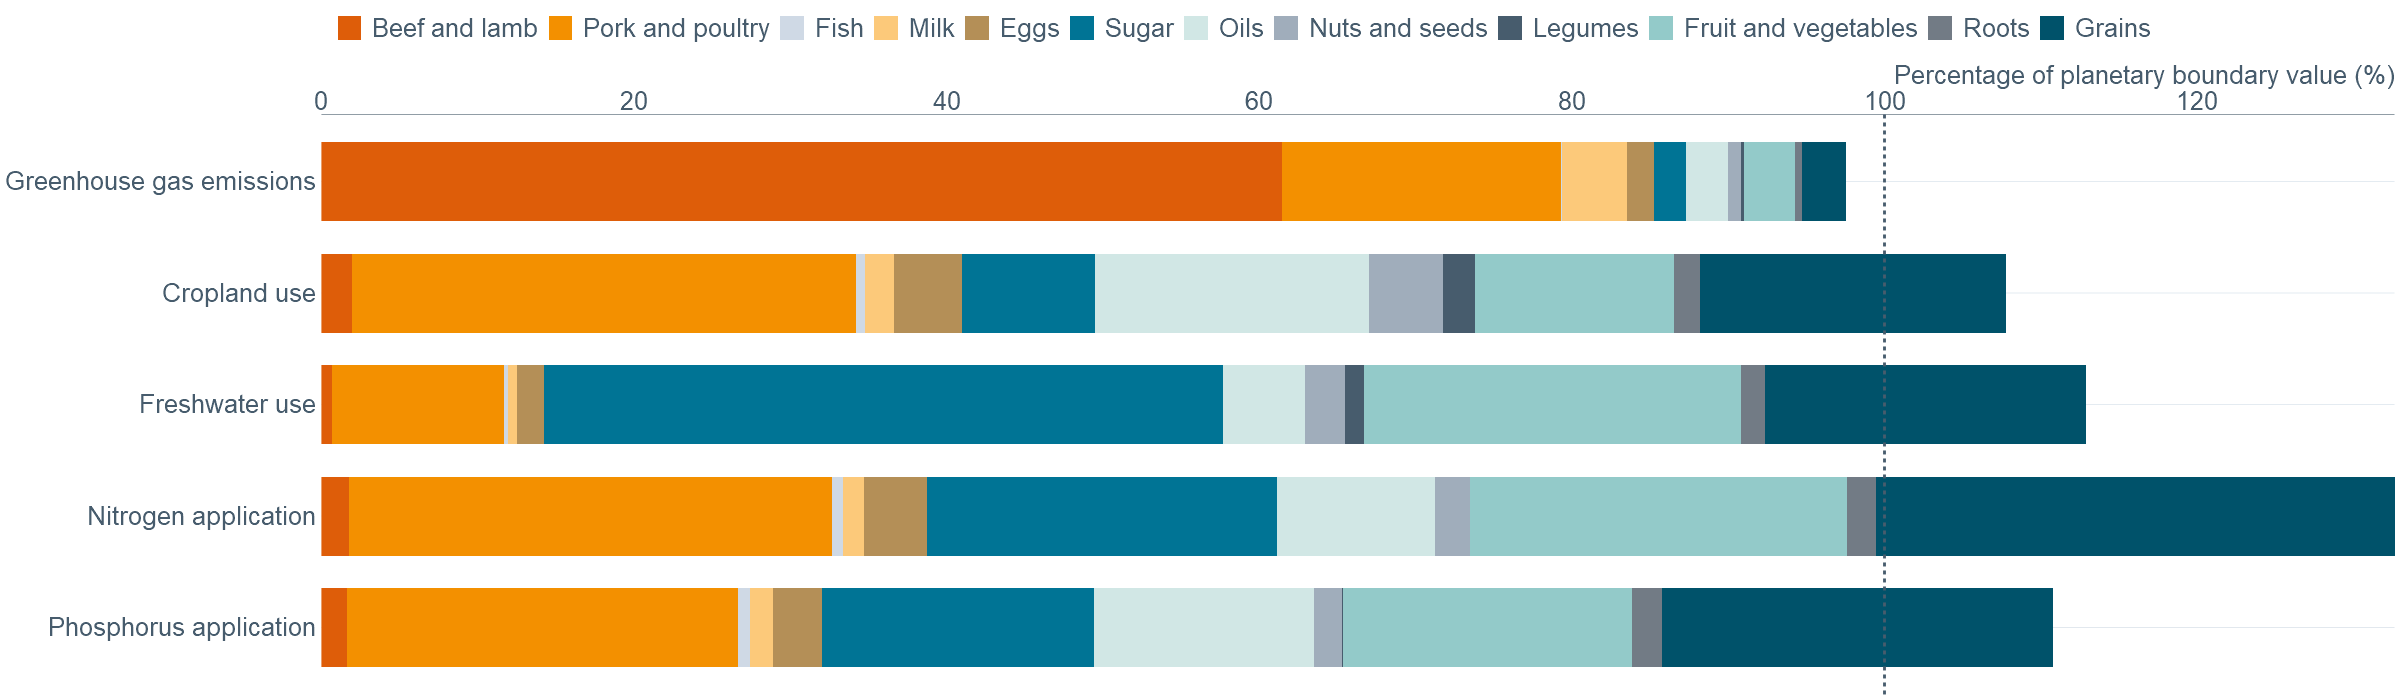 Beef and lamb Pork and poultry Fish Milk Eggs Sugar Oils Nuts and seeds Legumes Fruit and vegetables Roots Grains
Percentage of planetary boundary value (%)
0 20 40 60 80 100 120
Greenhouse gas emissions
Cropland use
Freshwater use
Nitrogen application
Phosphorus application